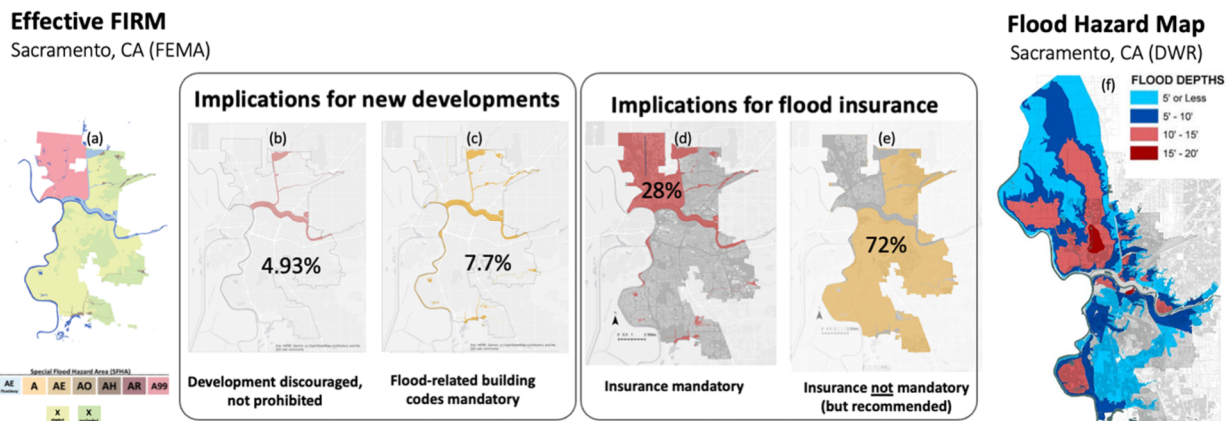 Effective FIRM
Sacramento, CA (FEMA)
(a)
Special Flood Hazard Area (SFHA)
AE
A
AE
AO
AH
AR
A99
X
X
Implications for new developments
(b)
4.93%
Development discouraged,
not prohibited
(c)
7.7%
Flood-related building
codes mandatory
Implications for flood insurance
(d)
28%
Insurance mandatory
(e)
72%
Insurance not mandatory
(but recommended)
Flood Hazard Map
Sacramento, CA (DWR)
(f)
FLOOD DEPTHS
5' or Less
5' - 10'
10' - 15'
15' - 20'